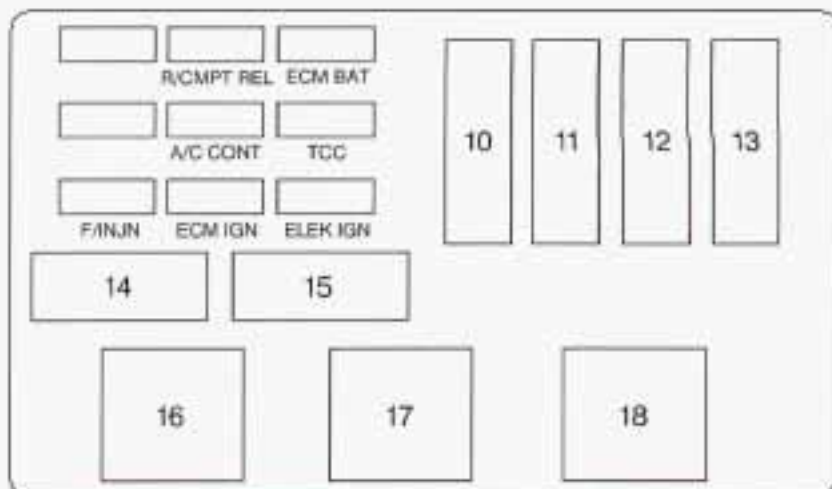 R/CMPT REL ECM BAT
A/C CONT TCC
10 11 12 13
F/INJN ECM IGN ELEK IGN
14 15
16 17 18